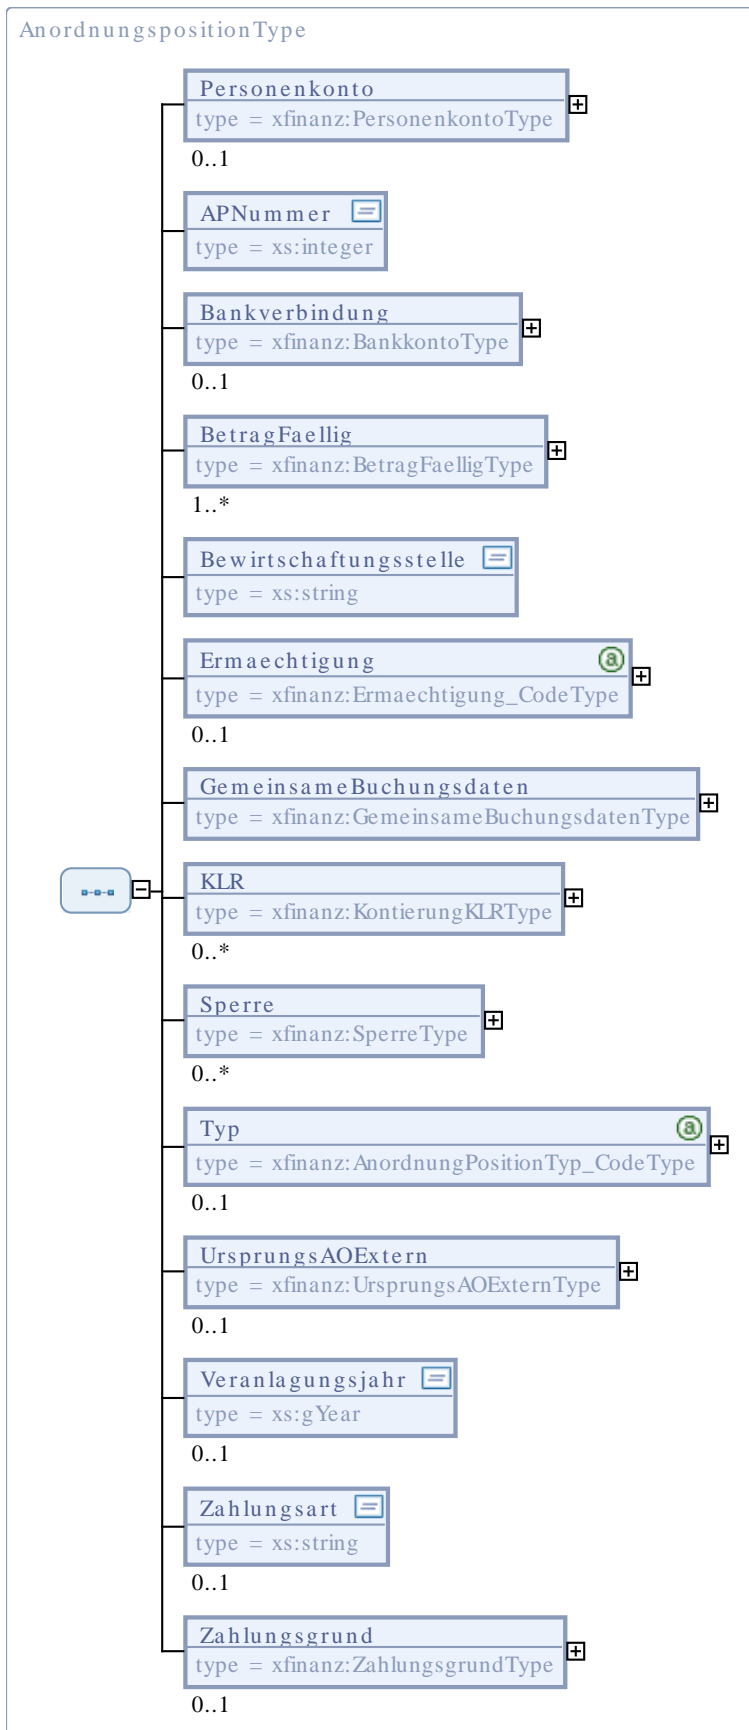 AnordnungspositionType
Personenkonto
type = xfinanz:PersonenkontoType
0..1
APNummer
type = xs:integer
Bankverbindung
type = xfinanz:BankkontoType
0..1
BetragFaellig
type = xfinanz:BetragFaelligType
1..*
Bewirtschaftungsstelle
type = xs:string
Ermaechtigung
a
type = xfinanz:Ermaechtigung_CodeType
0..1
GemeinsameBuchungsdaten
type = xfinanz:GemeinsameBuchungsdatenType
KLR
type = xfinanz:KontierungKLRType
0..*
Sperre
type = xfinanz:SperreType
0..*
Typ
a
type = xfinanz:AnordnungPositionTyp_CodeType
0..1
UrsprungsAOExtern
type = xfinanz:UrsprungsAOExternType
0..1
Veranlagungsjahr
type = xs:gYear
0..1
Zahlungsart
type = xs:string
0..1
Zahlungsgrund
type = xfinanz:ZahlungsgrundType
0..1